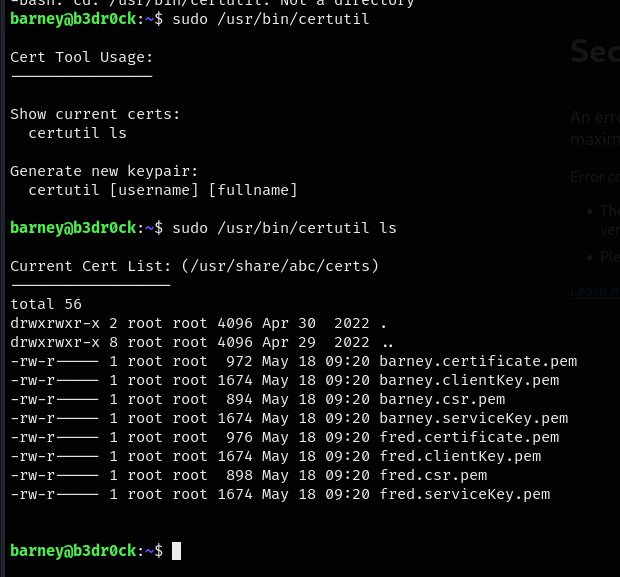 -bash: cd: /usr/bin/certutil: Not a directory
barney@b3dr0ck:~$ sudo /usr/bin/certutil
Cert Tool Usage:
----------------
Show current certs:
  certutil ls
Generate new keypair:
  certutil [username] [fullname]
barney@b3dr0ck:~$ sudo /usr/bin/certutil ls
Current Cert List: (/usr/share/abc/certs)
------------------
total 56
drwxrwxr-x 2 root root 4096 Apr 30  2022 .
drwxrwxr-x 8 root root 4096 Apr 29  2022 ..
-rw-r----- 1 root root  972 May 18 09:20 barney.certificate.pem
-rw-r----- 1 root root 1674 May 18 09:20 barney.clientKey.pem
-rw-r----- 1 root root  894 May 18 09:20 barney.csr.pem
-rw-r----- 1 root root 1674 May 18 09:20 barney.serviceKey.pem
-rw-r----- 1 root root  976 May 18 09:20 fred.certificate.pem
-rw-r----- 1 root root 1674 May 18 09:20 fred.clientKey.pem
-rw-r----- 1 root root  898 May 18 09:20 fred.csr.pem
-rw-r----- 1 root root 1674 May 18 09:20 fred.serviceKey.pem
barney@b3dr0ck:~$
Sec
An erro
maxim
Error co
The
ver
Ple
Learn m